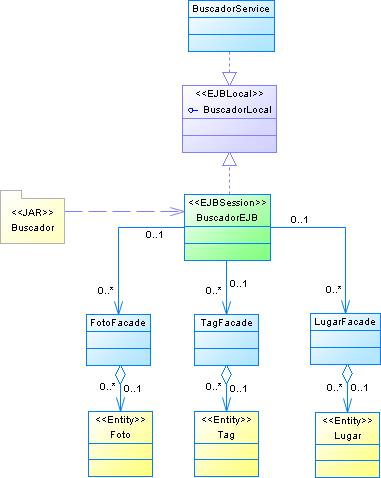 BuscadorService
<<EJBLocal>>
BuscadorLocal
<<EJBSession>>
BuscadorEJB
<<JAR>>
Buscador
0..1
0..1
0..1
0..*
0..*
0..*
FotoFacade
TagFacade
LugarFacade
0..*
0..1
0..*
0..1
0..*
0..1
<<Entity>>
Foto
<<Entity>>
Tag
<<Entity>>
Lugar